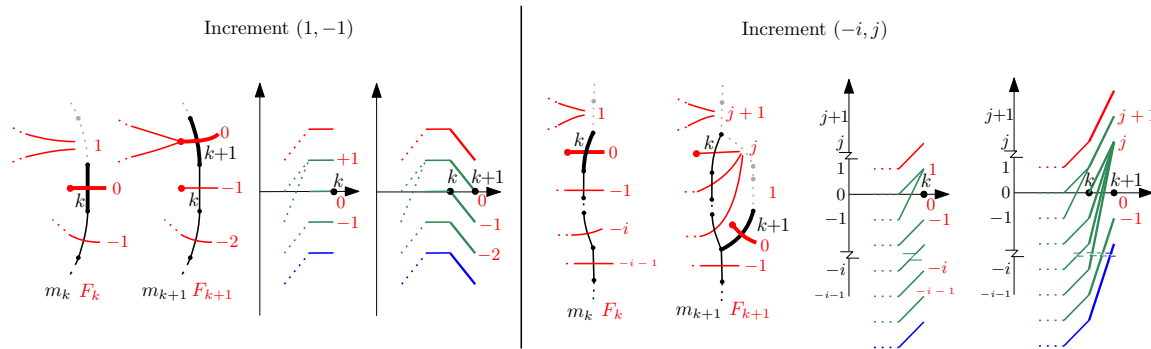 Increment (1, −1)
1
0
k
−1
m_k F_k
0
k+1
−1
k
−2
m_{k+1} F_{k+1}
+1
k
0
−1
k
k+1
0
−1
−2
Increment (−i, j)
1
k
0
−1
−i
−i−1
m_k F_k
j+1
k
j
1
k+1
0
−1
m_{k+1} F_{k+1}
j+1
j
1
0
−1
−i
−i−1
1
k
0
−1
−i
−i−1
j+1
j
1
0
−1
−i
−i−1
j+1
j
k
k+1
0
−1